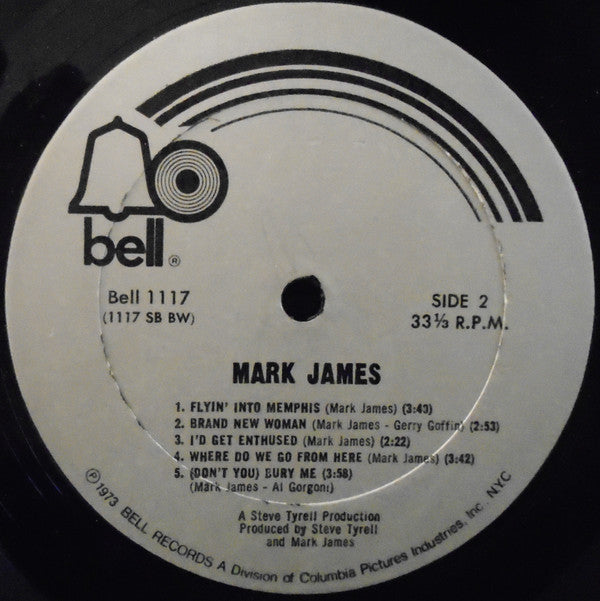 bell®
Bell 1117
(1117 SB BW)
SIDE 2
33⅓ R.P.M.
MARK JAMES
1. FLYIN' INTO MEMPHIS (Mark James) (3:43)
2. BRAND NEW WOMAN (Mark James - Gerry Goffin) (2:53)
3. I'D GET ENTHUSED (Mark James) (2:22)
4. WHERE DO WE GO FROM HERE (Mark James) (3:42)
5. (DON'T YOU) BURY ME (3:58)
(Mark James - Al Gorgoni)
A Steve Tyrell Production
Produced by Steve Tyrell
and Mark James
℗1973 BELL RECORDS A Division of Columbia Pictures Industries, Inc. N.Y.C